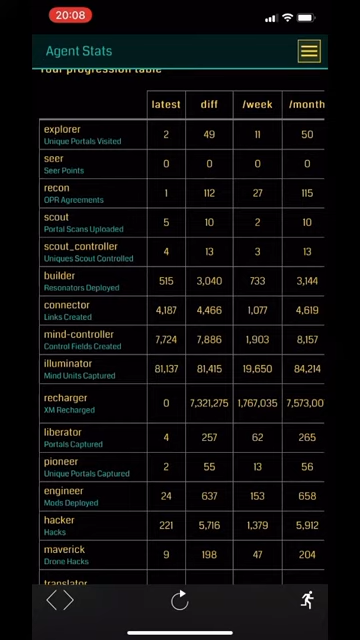 20:08
Agent Stats
Your progression table
latest diff /week /month
explorer 2 49 11 50
Unique Portals Visited
seer 0 0 0 0
Seer Points
recon 1 112 27 115
OPR Agreements
scout 5 10 2 10
Portal Scans Uploaded
scout_controller 4 13 3 13
Uniques Scout Controlled
builder 515 3,040 733 3,144
Resonators Deployed
connector 4,187 4,466 1,077 4,619
Links Created
mind-controller 7,724 7,886 1,903 8,157
Control Fields Created
illuminator 81,137 81,415 19,650 84,214
Mind Units Captured
recharger 0 7,321,275 1,767,035 7,573,00
XM Recharged
liberator 4 257 62 265
Portals Captured
pioneer 2 55 13 56
Unique Portals Captured
engineer 24 637 153 658
Mods Deployed
hacker 221 5,716 1,379 5,912
Hacks
maverick 9 198 47 204
Drone Hacks
translator